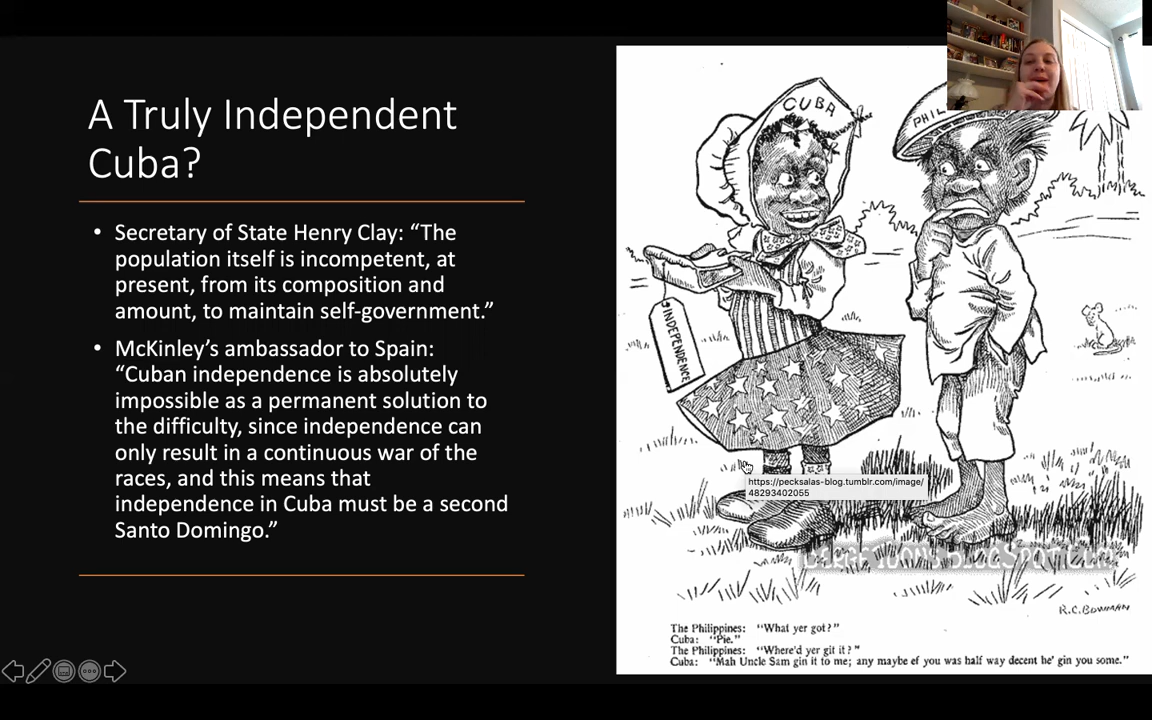 A Truly Independent
Cuba?
• Secretary of State Henry Clay: “The
population itself is incompetent, at
present, from its composition and
amount, to maintain self-government.”
• McKinley’s ambassador to Spain:
“Cuban independence is absolutely
impossible as a permanent solution to
the difficulty, since independence can
only result in a continuous war of the
races, and this means that
independence in Cuba must be a second
Santo Domingo.”
CUBA
PHIL
INDEPENDENCE
https://pecksalas-blog.tumblr.com/image/
48293402055
R.C.BOWMAN
The Philippines: "What yer got?"
Cuba: "Pie."
The Philippines: "Where'd yer git it?"
Cuba: "Mah Uncle Sam gin it to me; any maybe ef you was half way decent he' gin you some."